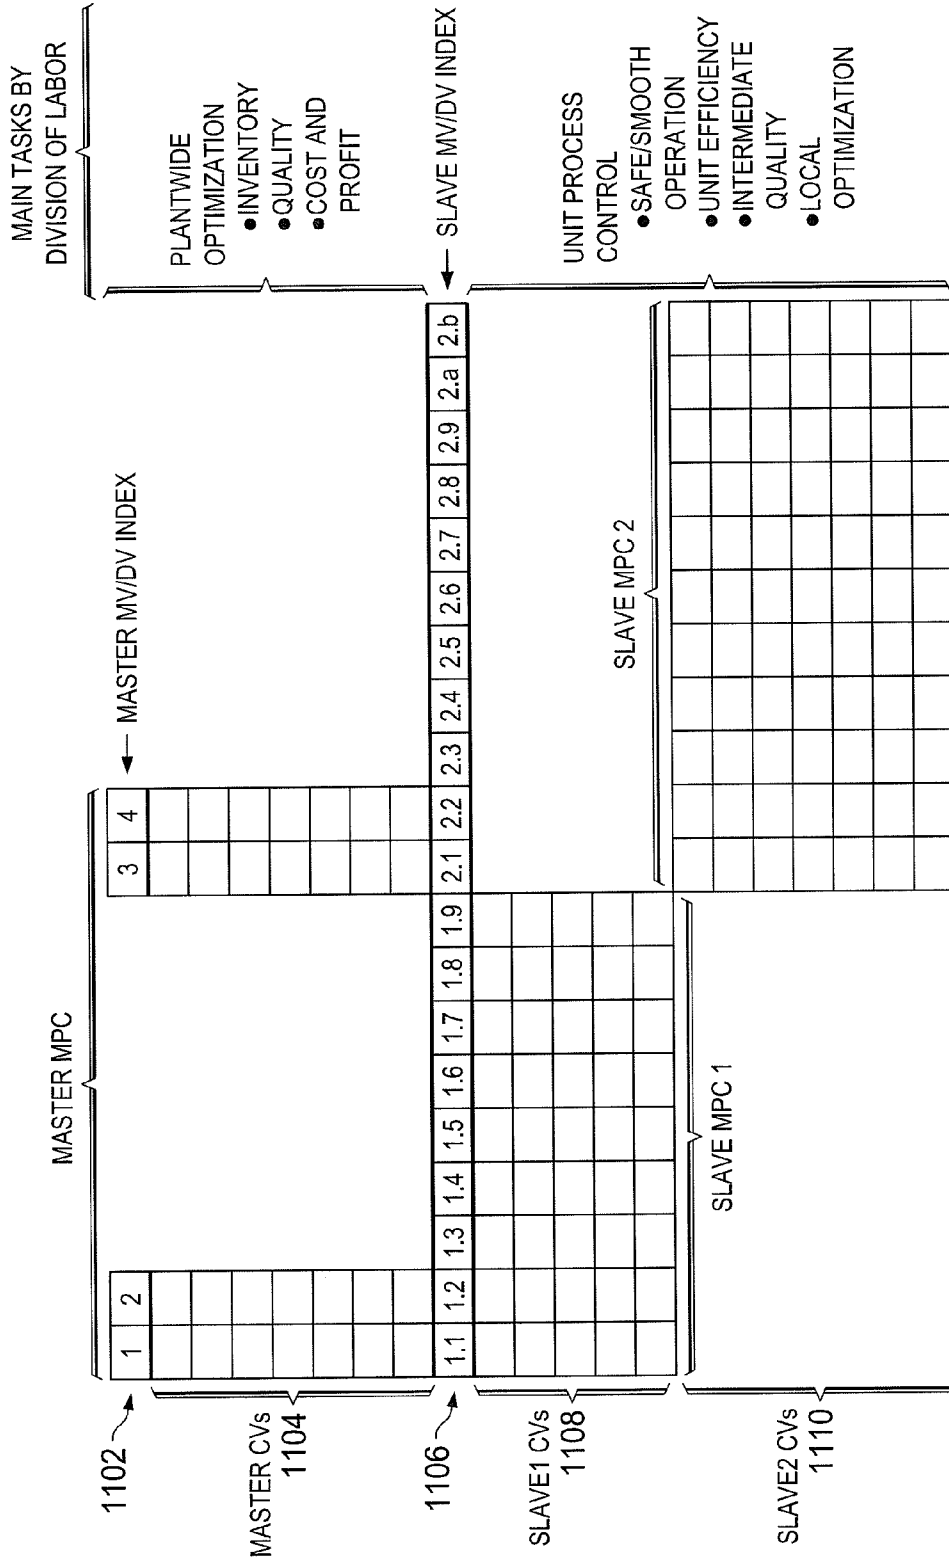 MAIN TASKS BY
DIVISION OF LABOR
MASTER MPC
1102
1
2
3
4
MASTER MV/DV INDEX
MASTER CVs
1104
PLANTWIDE
OPTIMIZATION
●INVENTORY
●QUALITY
●COST AND
PROFIT
1106
1.1 1.2 1.3 1.4 1.5 1.6 1.7 1.8 1.9 2.1 2.2 2.3 2.4 2.5 2.6 2.7 2.8 2.9 2.a 2.b
SLAVE MV/DV INDEX
SLAVE1 CVs
1108
SLAVE MPC 1
SLAVE MPC 2
UNIT PROCESS
CONTROL
●SAFE/SMOOTH
OPERATION
●UNIT EFFICIENCY
●INTERMEDIATE
QUALITY
●LOCAL
OPTIMIZATION
SLAVE2 CVs
1110